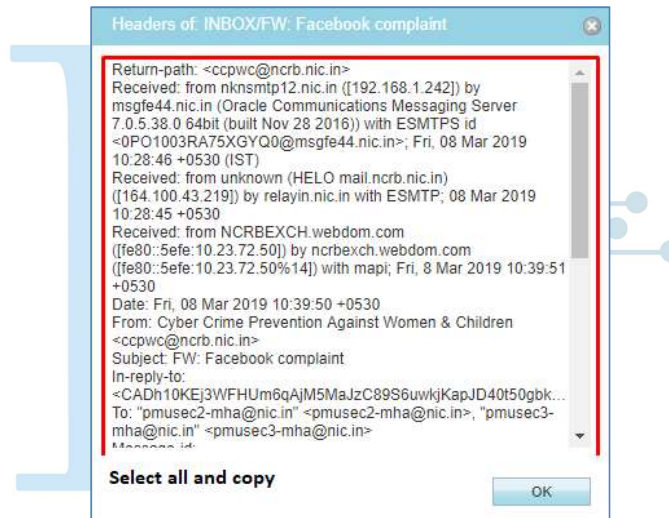 Headers of: INBOX/FW: Facebook complaint
Return-path: <ccpwc@ncrb.nic.in>
Received: from nknsmtp12.nic.in ([192.168.1.242]) by
msgfe44.nic.in (Oracle Communications Messaging Server
7.0.5.38.0 64bit (built Nov 28 2016)) with ESMTPS id
<0PO1003RA75XGYQ0@msgfe44.nic.in>; Fri, 08 Mar 2019
10:28:46 +0530 (IST)
Received: from unknown (HELO mail.ncrb.nic.in)
([164.100.43.219]) by relayin.nic.in with ESMTP; 08 Mar 2019
10:28:45 +0530
Received: from NCRBEXCH.webdom.com
([fe80::5efe:10.23.72.50]) by ncrbexch.webdom.com
([fe80::5efe:10.23.72.50%14]) with mapi; Fri, 8 Mar 2019 10:39:51
+0530
Date: Fri, 08 Mar 2019 10:39:50 +0530
From: Cyber Crime Prevention Against Women & Children
<ccpwc@ncrb.nic.in>
Subject: FW: Facebook complaint
In-reply-to:
<CADh10KEj3WFHUm6qAjM5MaJzC89S6uwkjKapJD40t50gbk...
To: "pmusec2-mha@nic.in" <pmusec2-mha@nic.in>, "pmusec3-
mha@nic.in" <pmusec3-mha@nic.in>
Message-id:
Select all and copy
OK